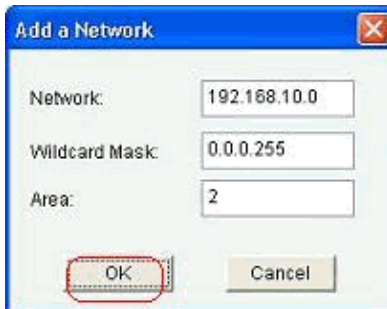 Add a Network
Network: 192.168.10.0
Wildcard Mask: 0.0.0.255
Area: 2
OK Cancel